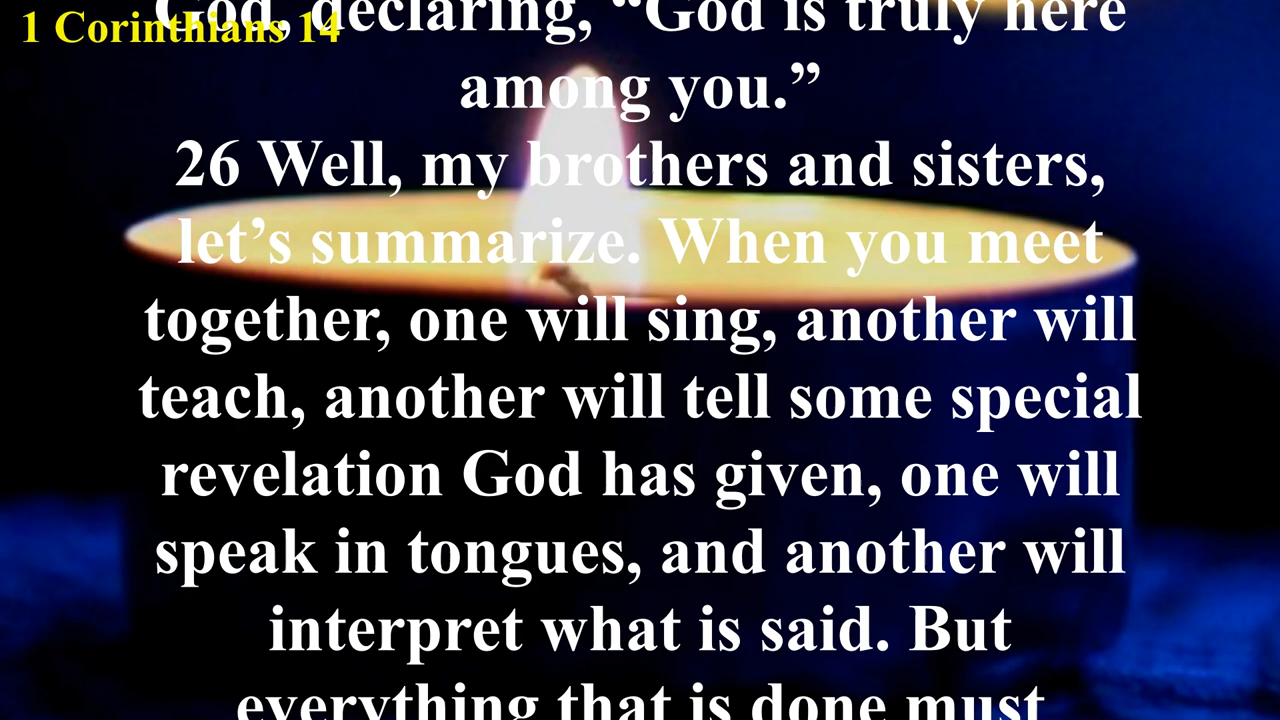 1 Corinthians 14
God, declaring, “God is truly here
among you.”
26 Well, my brothers and sisters,
let’s summarize. When you meet
together, one will sing, another will
teach, another will tell some special
revelation God has given, one will
speak in tongues, and another will
interpret what is said. But
everything that is done must